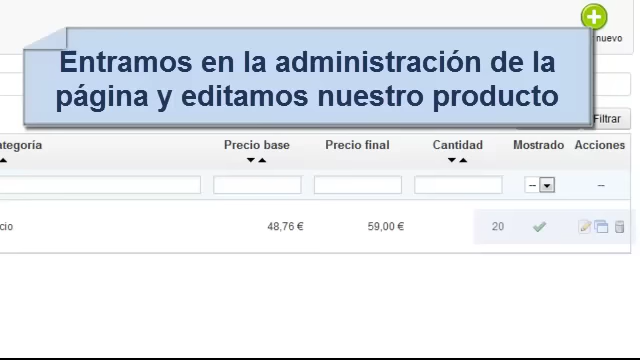 nuevo
Entramos en la administración de la
página y editamos nuestro producto
Filtrar
ategoría Precio base Precio final Cantidad Mostrado Acciones
-- --
cio 48,76 € 59,00 € 20